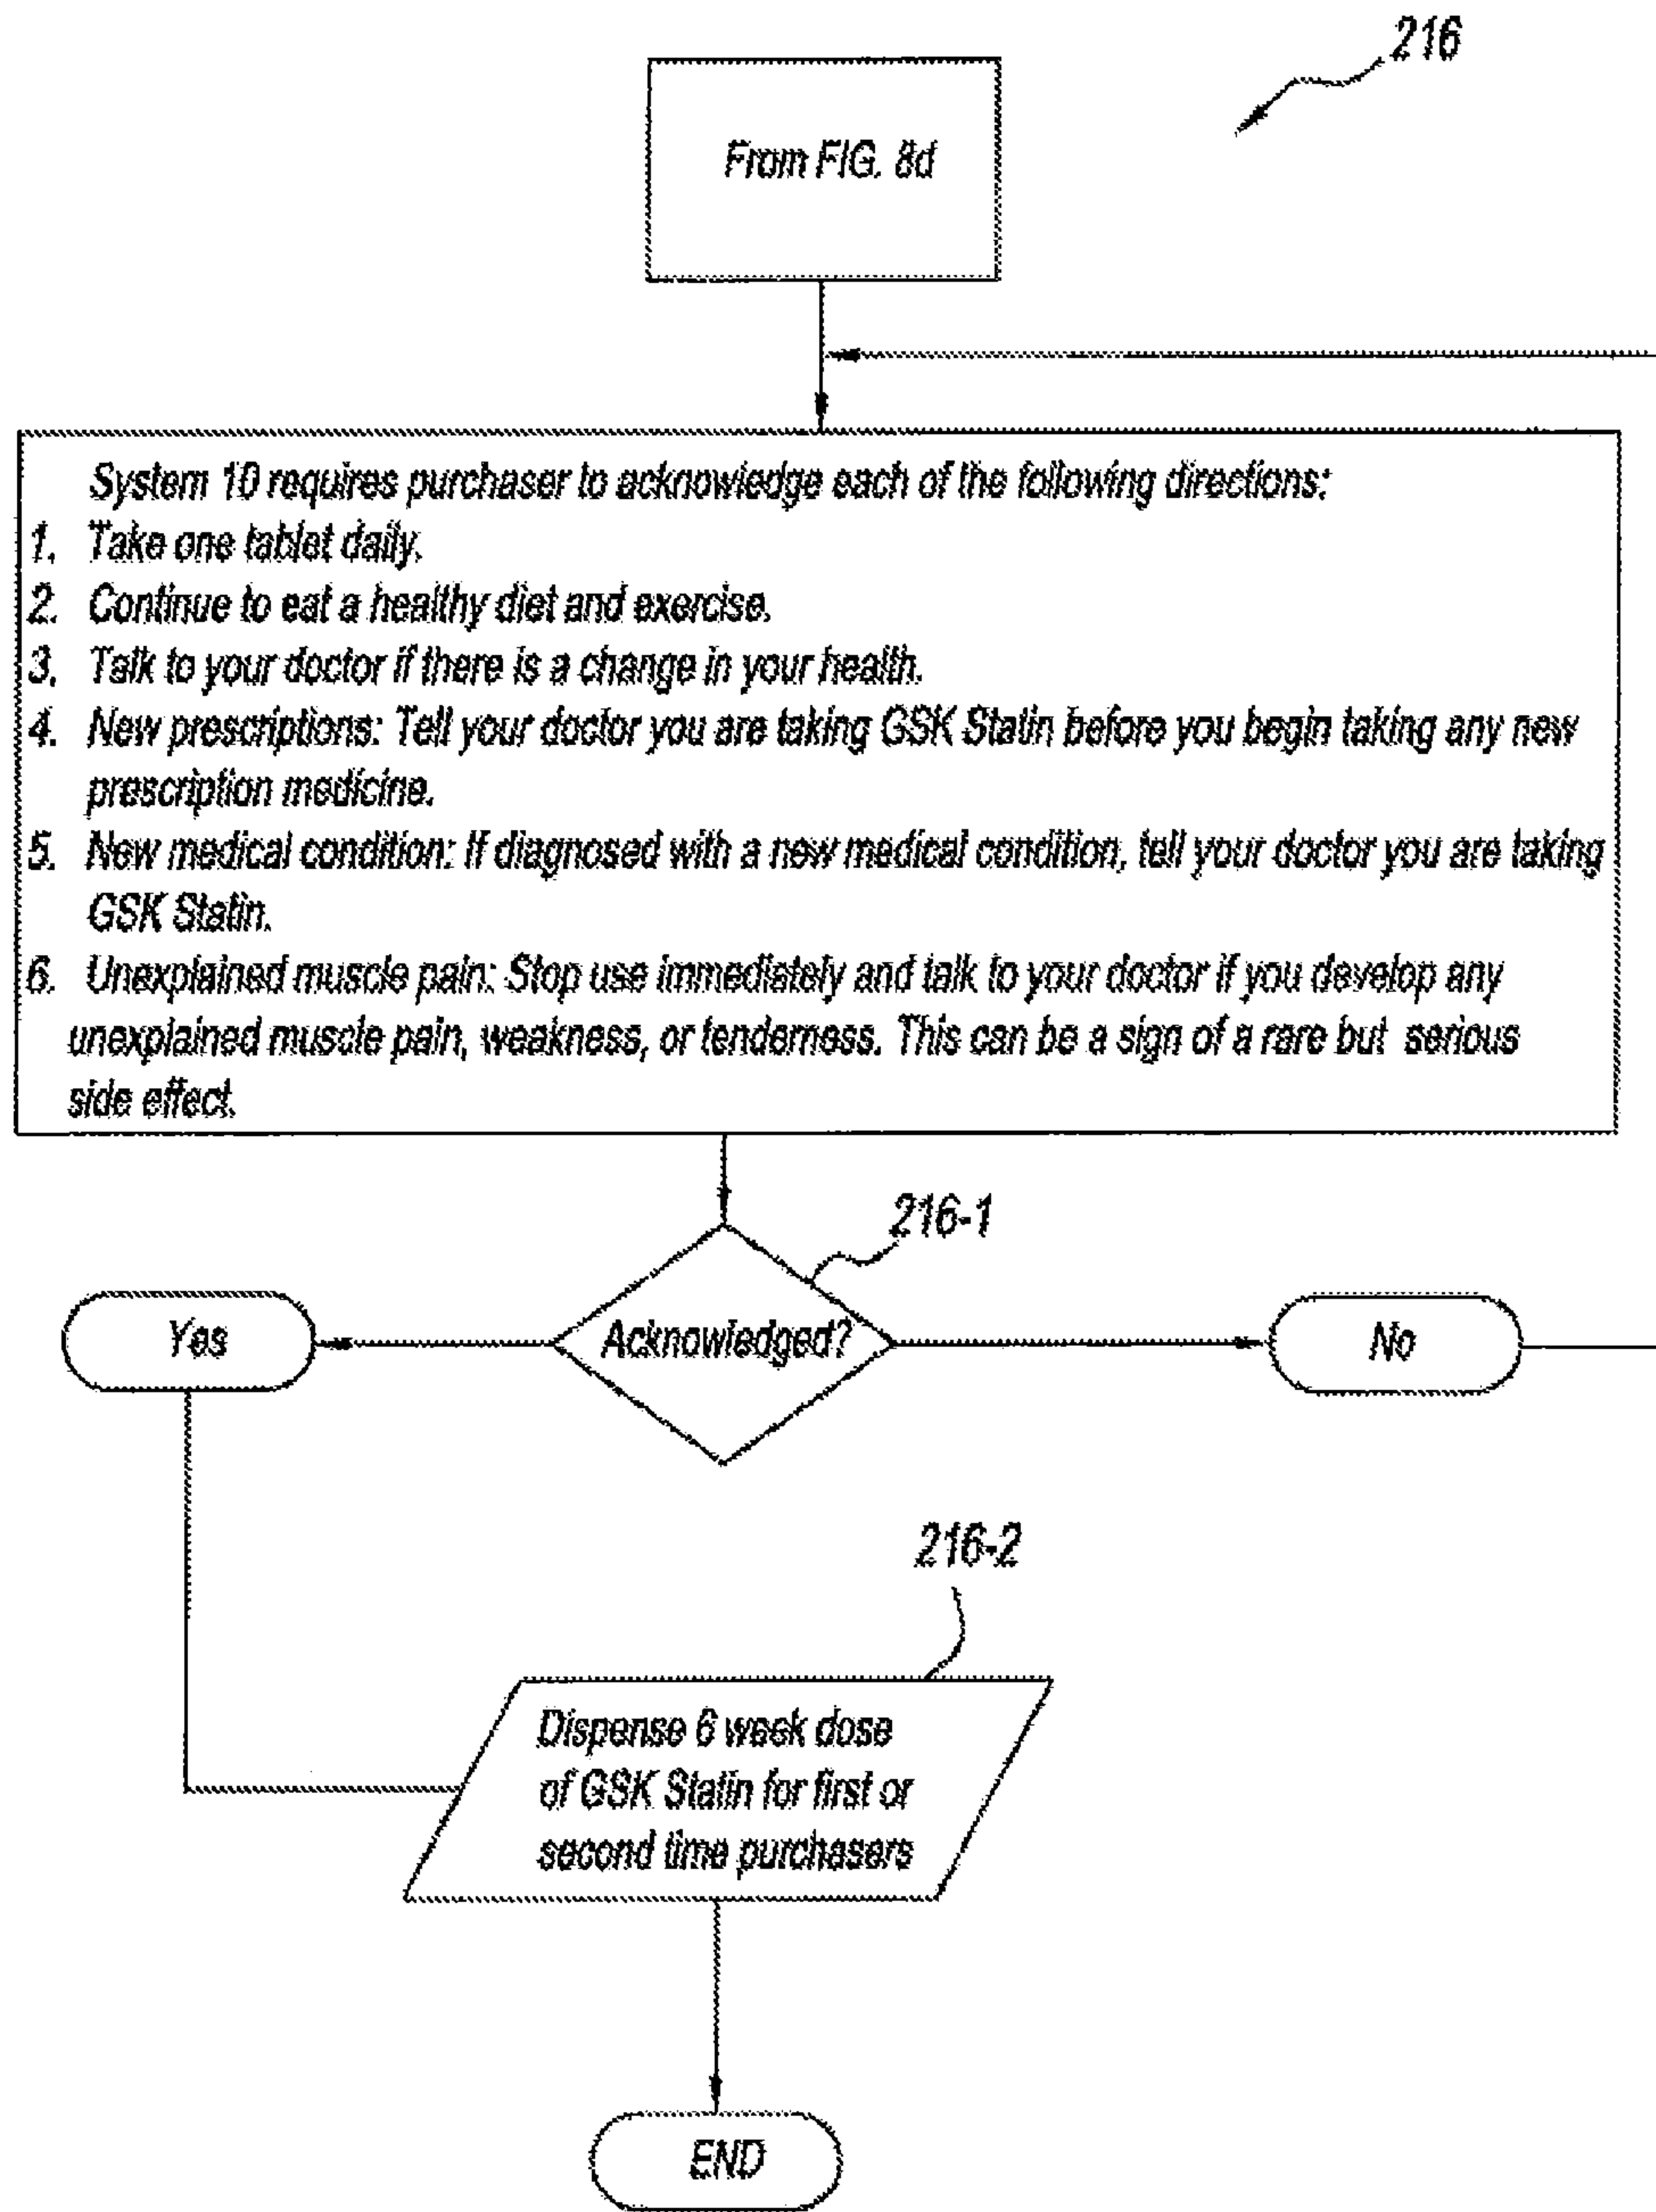 216
From FIG. 8d
System 10 requires purchaser to acknowledge each of the following directions:
1. Take one tablet daily.
2. Continue to eat a healthy diet and exercise.
3. Talk to your doctor if there is a change in your health.
4. New prescriptions: Tell your doctor you are taking GSK Statin before you begin taking any new
prescription medicine.
5. New medical condition: If diagnosed with a new medical condition, tell your doctor you are taking
GSK Statin.
6. Unexplained muscle pain: Stop use immediately and talk to your doctor if you develop any
unexplained muscle pain, weakness, or tenderness. This can be a sign of a rare but serious
side effect.
216-1
Yes
Acknowledged?
No
216-2
Dispense 6 week dose
of GSK Statin for first or
second time purchasers
END